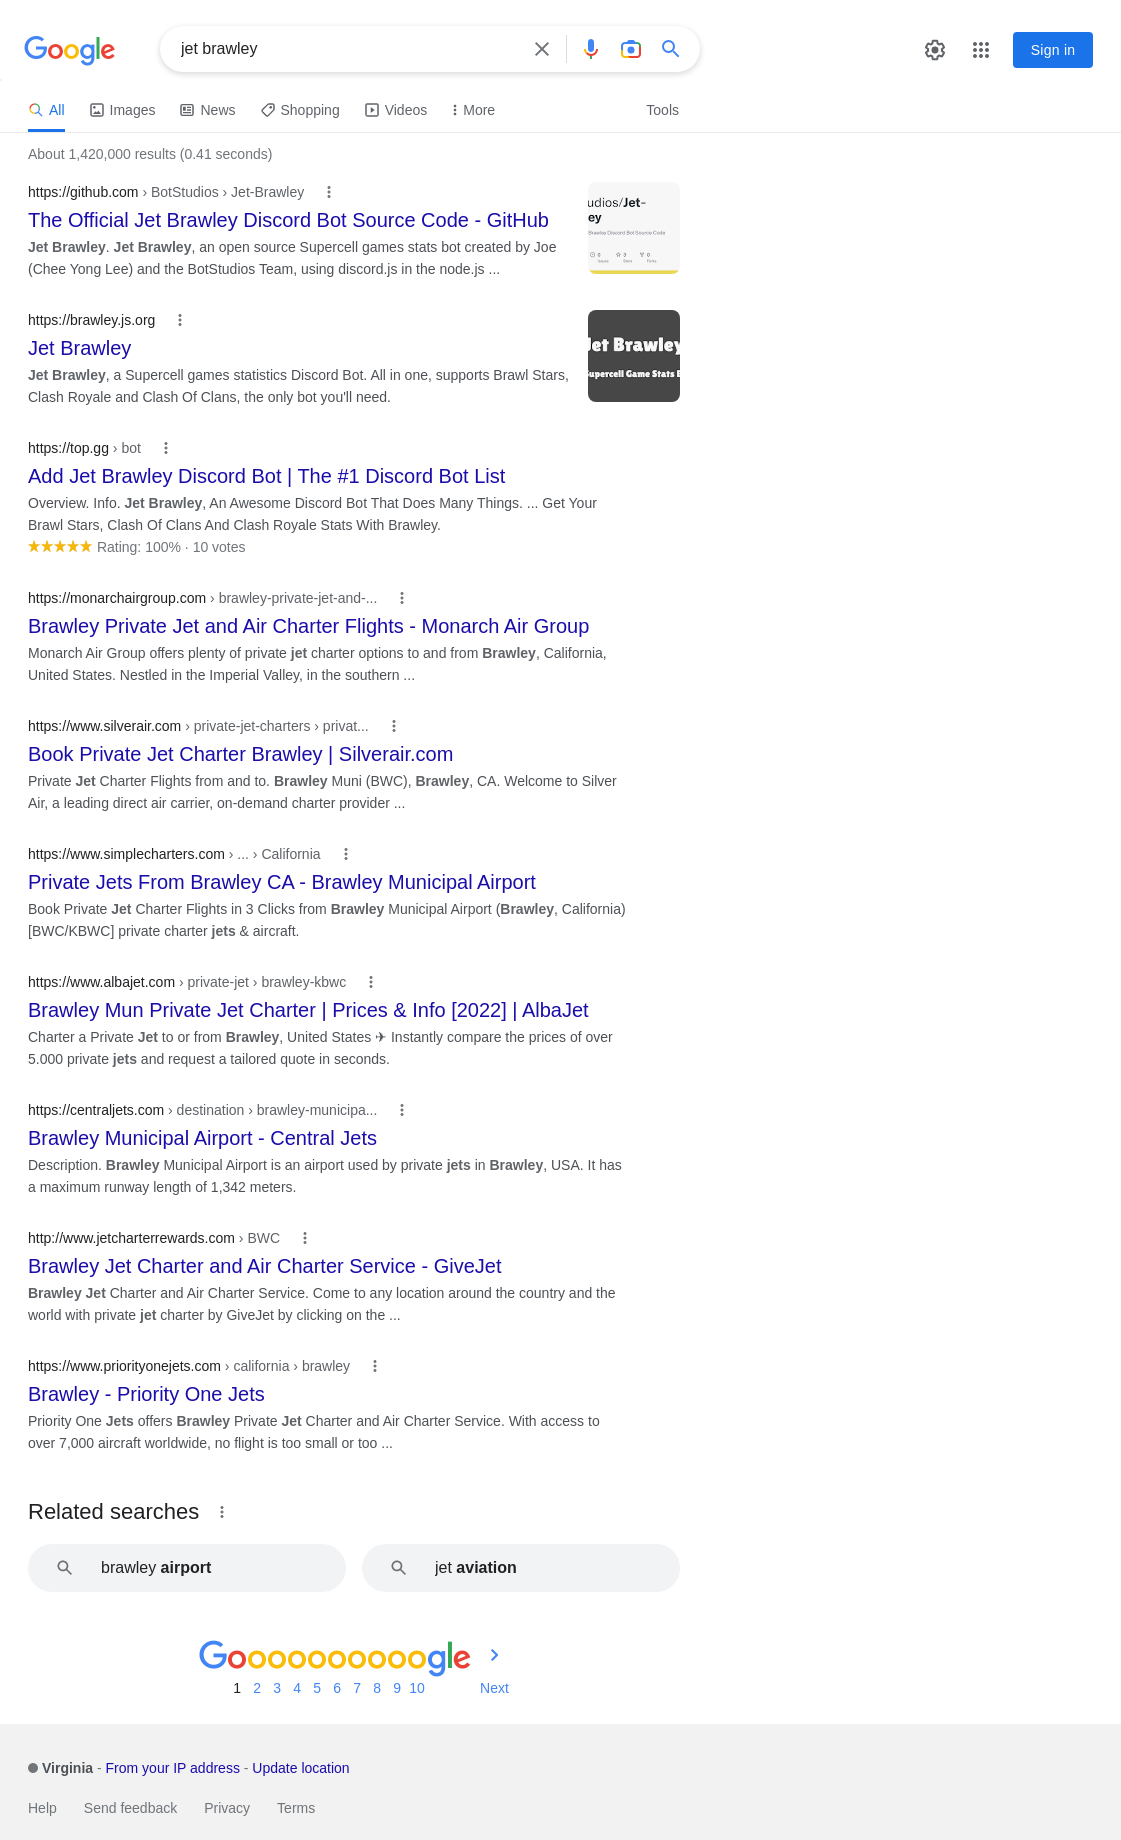 Google
jet brawley
Sign in
All
Images
News
Shopping
Videos
More
Tools
About 1,420,000 results (0.41 seconds)
https://github.com › BotStudios › Jet-Brawley
The Official Jet Brawley Discord Bot Source Code - GitHub
Jet Brawley. Jet Brawley, an open source Supercell games stats bot created by Joe
(Chee Yong Lee) and the BotStudios Team, using discord.js in the node.js ...
udios/Jet-
ey
Brawley Discord Bot Source Code
0 3 0
Issues Stars Forks
https://brawley.js.org
Jet Brawley
Jet Brawley, a Supercell games statistics Discord Bot. All in one, supports Brawl Stars,
Clash Royale and Clash Of Clans, the only bot you'll need.
Jet Brawley
Supercell Game Stats B
https://top.gg › bot
Add Jet Brawley Discord Bot | The #1 Discord Bot List
Overview. Info. Jet Brawley, An Awesome Discord Bot That Does Many Things. ... Get Your
Brawl Stars, Clash Of Clans And Clash Royale Stats With Brawley.
Rating: 100% · 10 votes
https://monarchairgroup.com › brawley-private-jet-and-...
Brawley Private Jet and Air Charter Flights - Monarch Air Group
Monarch Air Group offers plenty of private jet charter options to and from Brawley, California,
United States. Nestled in the Imperial Valley, in the southern ...
https://www.silverair.com › private-jet-charters › privat...
Book Private Jet Charter Brawley | Silverair.com
Private Jet Charter Flights from and to. Brawley Muni (BWC), Brawley, CA. Welcome to Silver
Air, a leading direct air carrier, on-demand charter provider ...
https://www.simplecharters.com › ... › California
Private Jets From Brawley CA - Brawley Municipal Airport
Book Private Jet Charter Flights in 3 Clicks from Brawley Municipal Airport (Brawley, California)
[BWC/KBWC] private charter jets & aircraft.
https://www.albajet.com › private-jet › brawley-kbwc
Brawley Mun Private Jet Charter | Prices & Info [2022] | AlbaJet
Charter a Private Jet to or from Brawley, United States ✈ Instantly compare the prices of over
5.000 private jets and request a tailored quote in seconds.
https://centraljets.com › destination › brawley-municipa...
Brawley Municipal Airport - Central Jets
Description. Brawley Municipal Airport is an airport used by private jets in Brawley, USA. It has
a maximum runway length of 1,342 meters.
http://www.jetcharterrewards.com › BWC
Brawley Jet Charter and Air Charter Service - GiveJet
Brawley Jet Charter and Air Charter Service. Come to any location around the country and the
world with private jet charter by GiveJet by clicking on the ...
https://www.priorityonejets.com › california › brawley
Brawley - Priority One Jets
Priority One Jets offers Brawley Private Jet Charter and Air Charter Service. With access to
over 7,000 aircraft worldwide, no flight is too small or too ...
Related searches
brawley airport
jet aviation
Goooooooooogle
1 2 3 4 5 6 7 8 9 10 Next
Virginia - From your IP address - Update location
Help Send feedback Privacy Terms